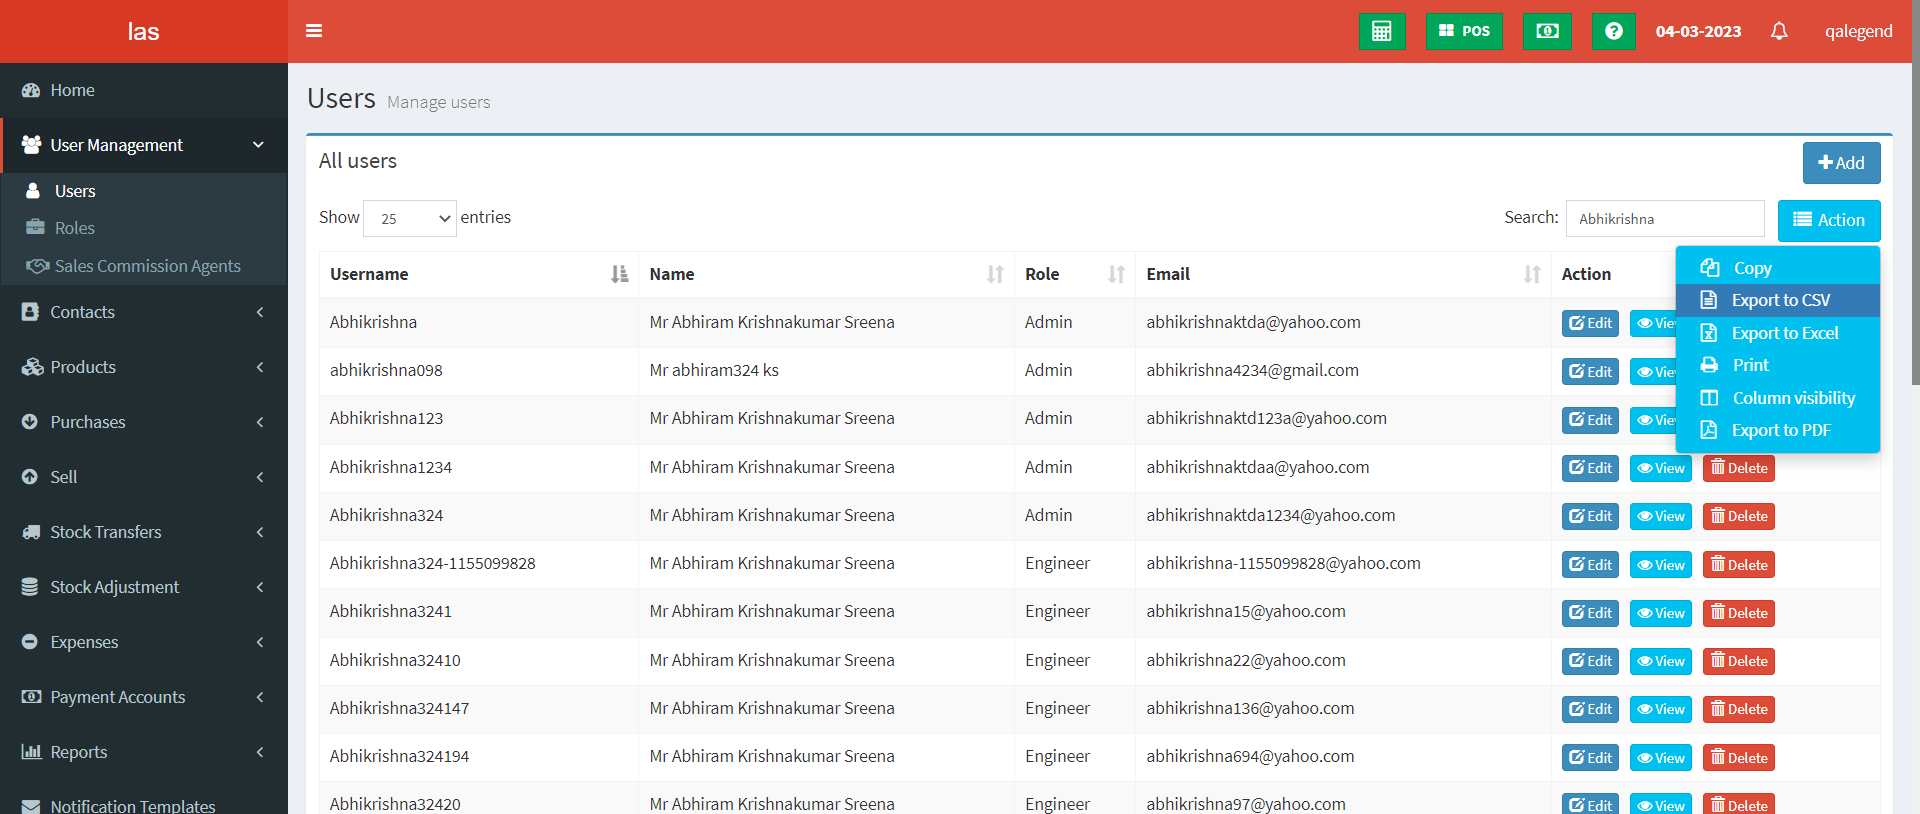 las
POS
04-03-2023
qalegend
Home
User Management
Users
Roles
Sales Commission Agents
Contacts
Products
Purchases
Sell
Stock Transfers
Stock Adjustment
Expenses
Payment Accounts
Reports
Notification Templates
Users Manage users
All users
Add
Show 25 entries
Search: Abhikrishna
Action
Copy
Export to CSV
Export to Excel
Print
Column visibility
Export to PDF
Username Name Role Email Action
Abhikrishna Mr Abhiram Krishnakumar Sreena Admin abhikrishnaktda@yahoo.com Edit
abhikrishna098 Mr abhiram324 ks Admin abhikrishna4234@gmail.com Edit
Abhikrishna123 Mr Abhiram Krishnakumar Sreena Admin abhikrishnaktd123a@yahoo.com Edit
Abhikrishna1234 Mr Abhiram Krishnakumar Sreena Admin abhikrishnaktdaa@yahoo.com Edit View Delete
Abhikrishna324 Mr Abhiram Krishnakumar Sreena Admin abhikrishnaktda1234@yahoo.com Edit View Delete
Abhikrishna324-1155099828 Mr Abhiram Krishnakumar Sreena Engineer abhikrishna-1155099828@yahoo.com Edit View Delete
Abhikrishna3241 Mr Abhiram Krishnakumar Sreena Engineer abhikrishna15@yahoo.com Edit View Delete
Abhikrishna32410 Mr Abhiram Krishnakumar Sreena Engineer abhikrishna22@yahoo.com Edit View Delete
Abhikrishna324147 Mr Abhiram Krishnakumar Sreena Engineer abhikrishna136@yahoo.com Edit View Delete
Abhikrishna324194 Mr Abhiram Krishnakumar Sreena Engineer abhikrishna694@yahoo.com Edit View Delete
Abhikrishna32420 Mr Abhiram Krishnakumar Sreena Engineer abhikrishna97@yahoo.com Edit View Delete